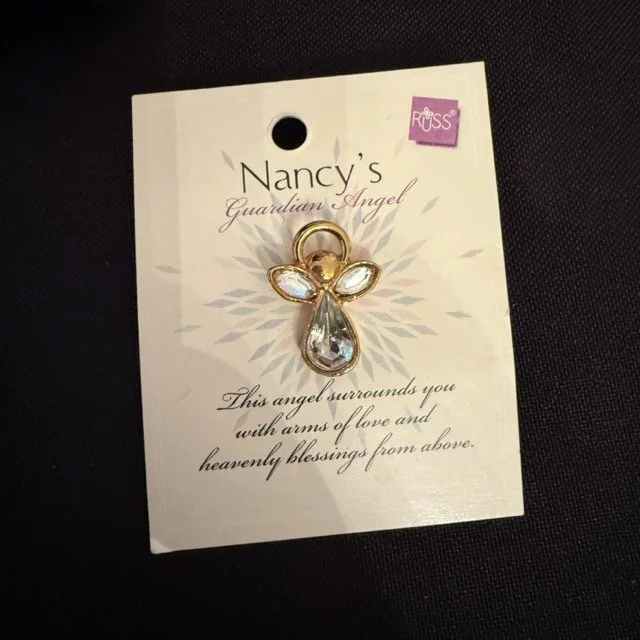 RUSS®
Nancy's
Guardian Angel
This angel surrounds you
with arms of love and
heavenly blessings from above.